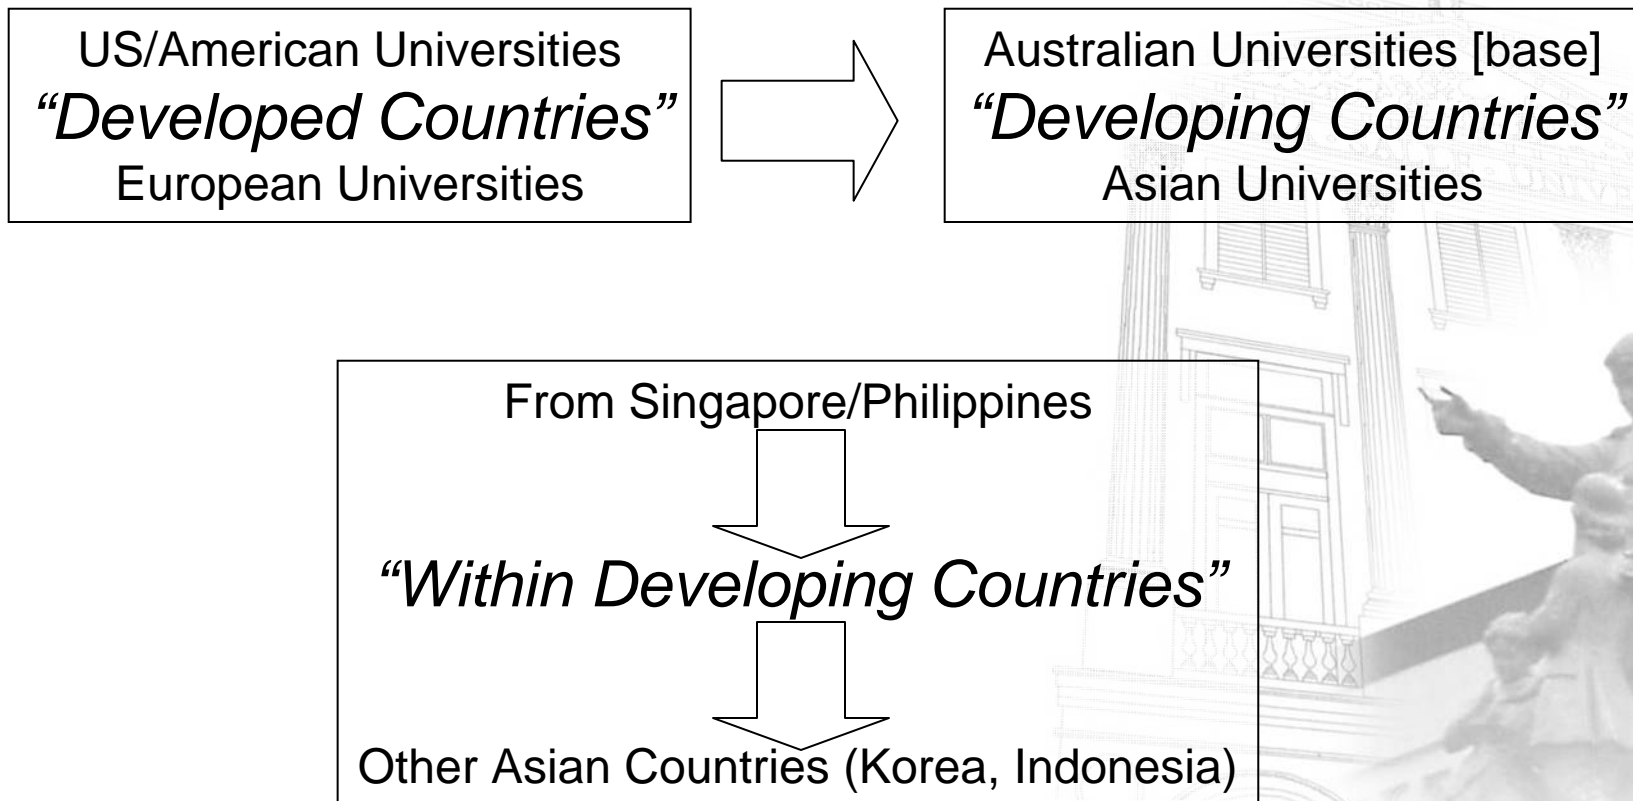 US/American Universities
“Developed Countries”
European Universities
Australian Universities [base]
“Developing Countries”
Asian Universities
From Singapore/Philippines
“Within Developing Countries”
Other Asian Countries (Korea, Indonesia)